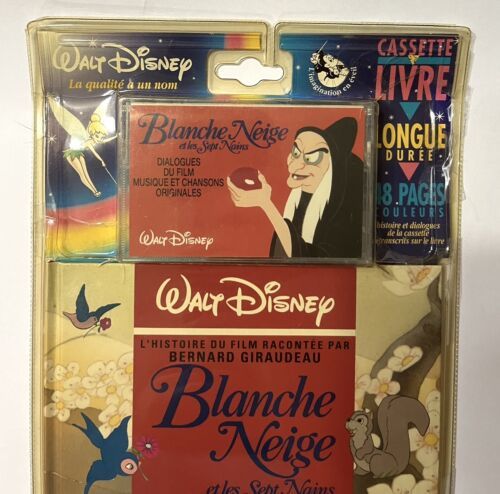 WALT DISNEY
La qualité à un nom
L'imagination en éveil
CASSETTE
LIVRE
LONGUE
DURÉE
48 PAGES
COULEURS
histoire et dialogues
de la cassette
retranscrits sur le livre
Blanche Neige
et les Sept Nains
DIALOGUES
DU FILM
MUSIQUE ET CHANSONS
ORIGINALES
WALT DISNEY
WALT DISNEY
L'HISTOIRE DU FILM RACONTÉE PAR
BERNARD GIRAUDEAU
Blanche
Neige
et les Sept Nains